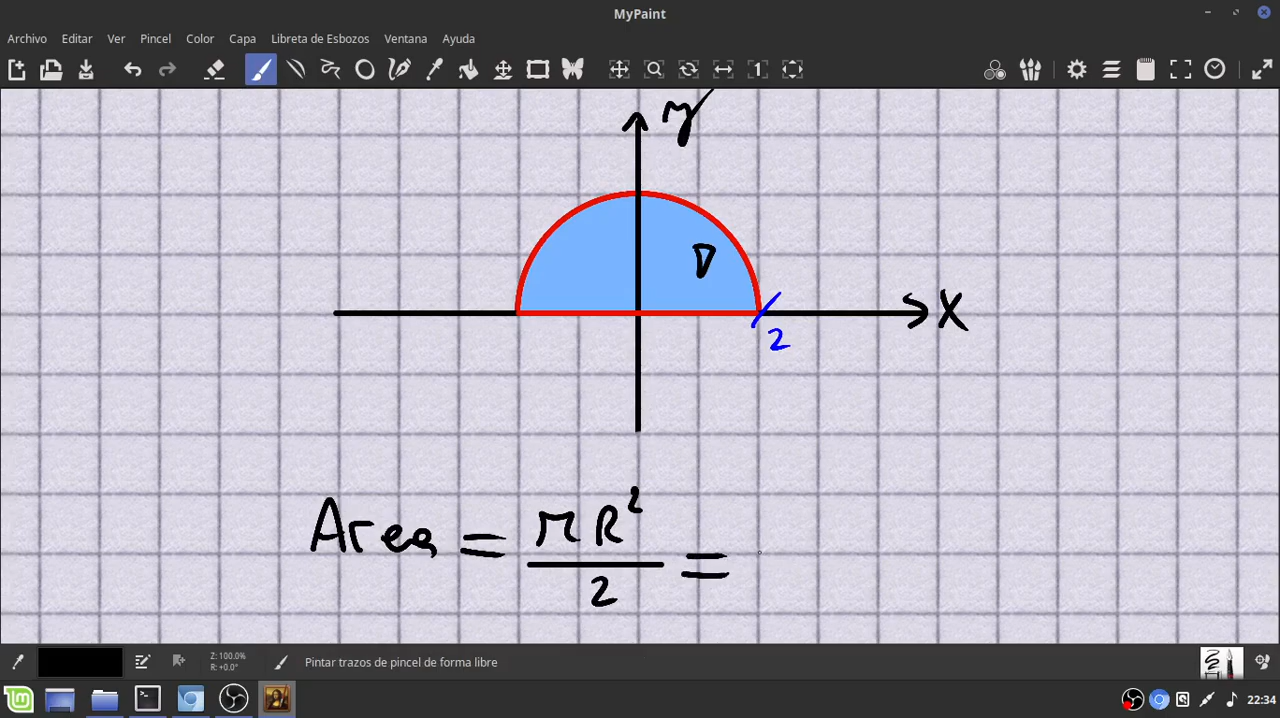 MyPaint
Archivo Editar Ver Pincel Color Capa Libreta de Esbozos Ventana Ayuda
1
y
D
X
2
Area = πR²/2 =
Z: 100.0%
R: +0.0°
Pintar trazos de pincel de forma libre
22:34